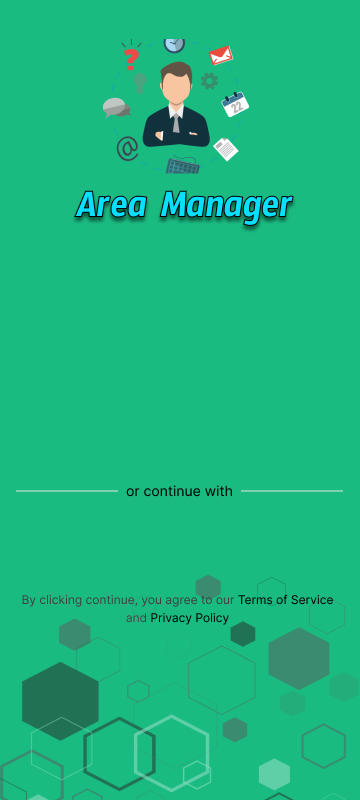 22
Area Manager
or continue with
By clicking continue, you agree to our Terms of Service
and Privacy Policy